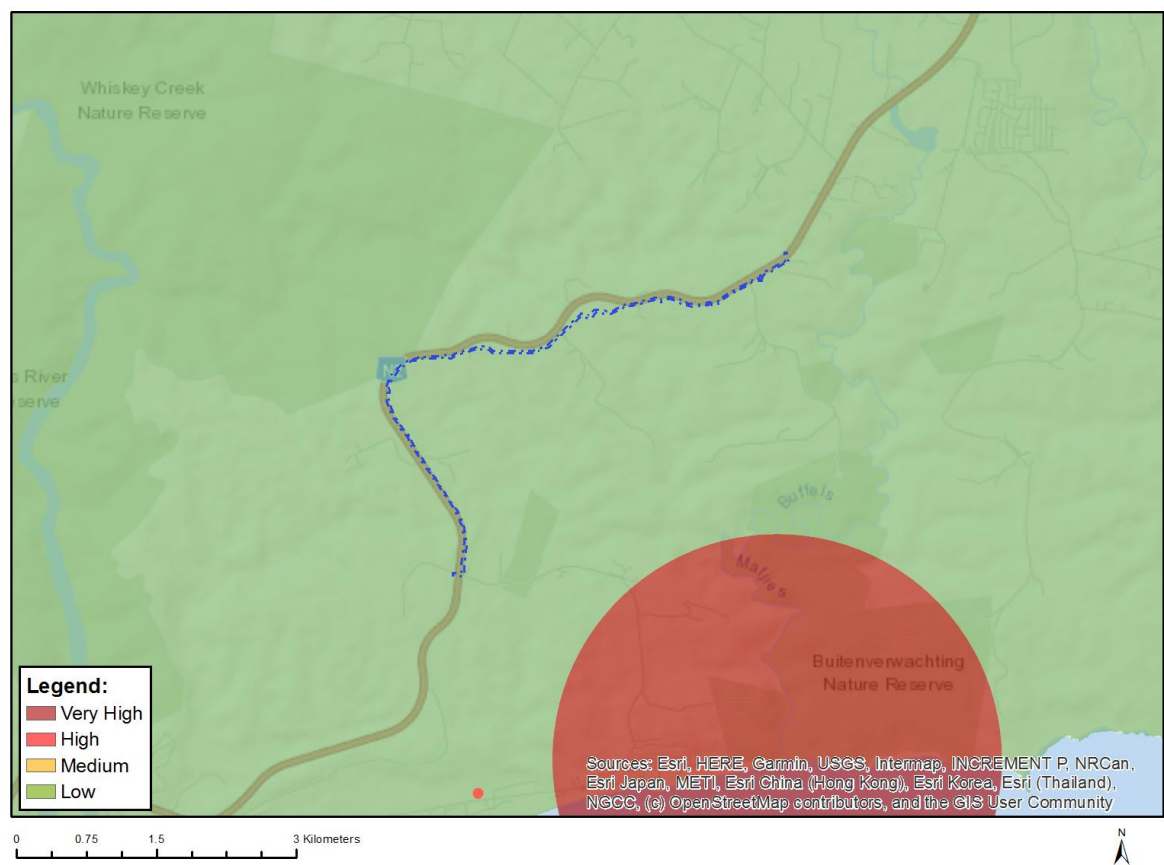 Whiskey Creek
Nature Reserve
s River
serve
N2
Buffels
Matjies
Buitenverwachting
Nature Reserve
Legend:
Very High
High
Medium
Low
Sources: Esri, HERE, Garmin, USGS, Intermap, INCREMENT P, NRCan,
Esri Japan, METI, Esri China (Hong Kong), Esri Korea, Esri (Thailand),
NGCC, (c) OpenStreetMap contributors, and the GIS User Community
0 0.75 1.5 3 Kilometers
N